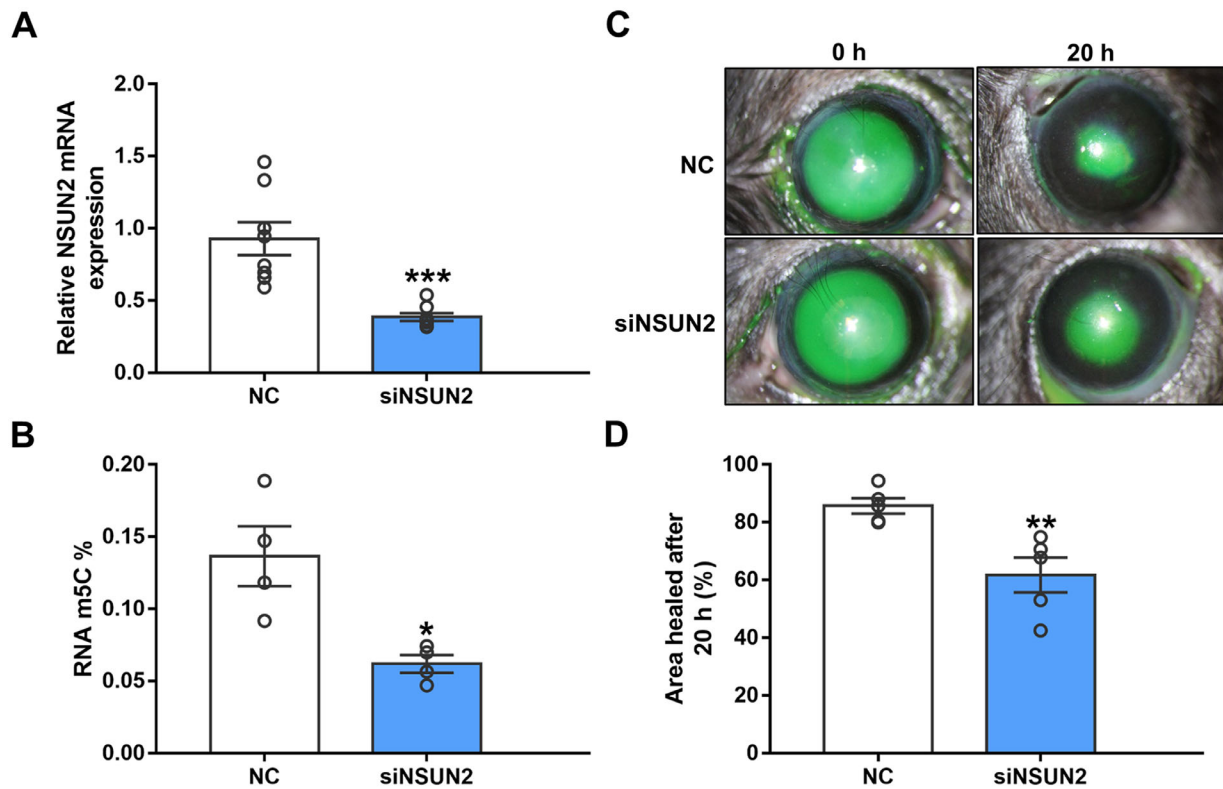 A
Relative NSUN2 mRNA
expression
2.0
1.5
1.0
0.5
0.0
***
NC
siNSUN2
B
RNA m5C %
0.20
0.15
0.10
0.05
0.00
*
NC
siNSUN2
C
0 h
20 h
NC
siNSUN2
D
Area healed after
20 h (%)
100
80
60
40
20
0
**
NC
siNSUN2